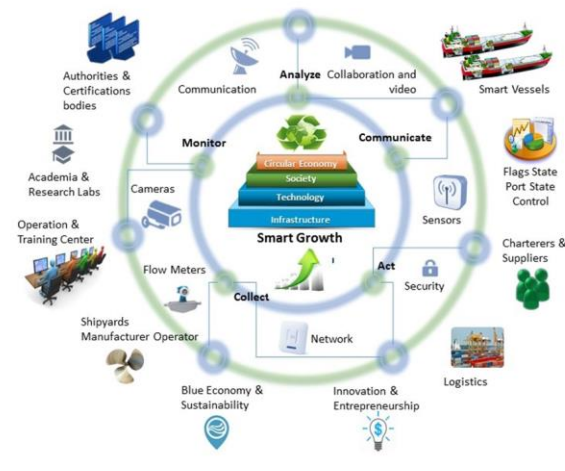 Authorities &
Certifications
bodies
Communication
Analyze
Collaboration and
video
Smart Vessels
Monitor
Communicate
Academia &
Research Labs
Cameras
Circular Economy
Society
Technology
Infrastructure
Smart Growth
Sensors
Flags State
Port State
Control
Operation &
Training Center
Flow Meters
Collect
Act
Security
Charterers &
Suppliers
Shipyards
Manufacturer Operator
Network
Logistics
Blue Economy &
Sustainability
Innovation &
Entrepreneurship